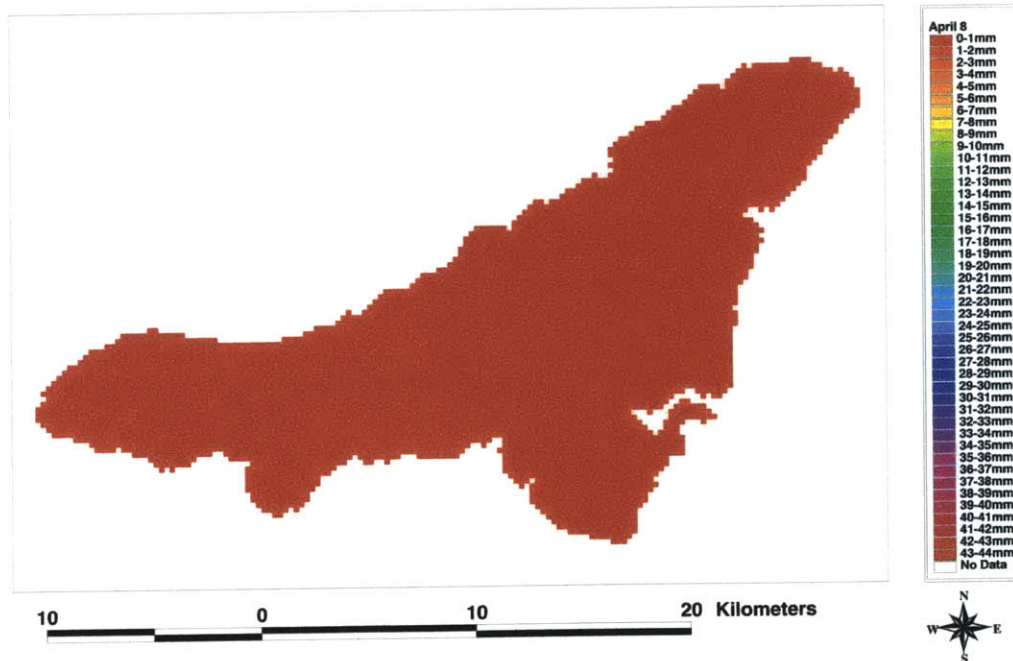 April 8
0-1mm
1-2mm
2-3mm
3-4mm
4-5mm
5-6mm
6-7mm
7-8mm
8-9mm
9-10mm
10-11mm
11-12mm
12-13mm
13-14mm
14-15mm
15-16mm
16-17mm
17-18mm
18-19mm
19-20mm
20-21mm
21-22mm
22-23mm
23-24mm
24-25mm
25-26mm
26-27mm
27-28mm
28-29mm
29-30mm
30-31mm
31-32mm
32-33mm
33-34mm
34-35mm
35-36mm
36-37mm
37-38mm
38-39mm
39-40mm
40-41mm
41-42mm
42-43mm
43-44mm
No Data
10 0 10 20 Kilometers
N
W E
S